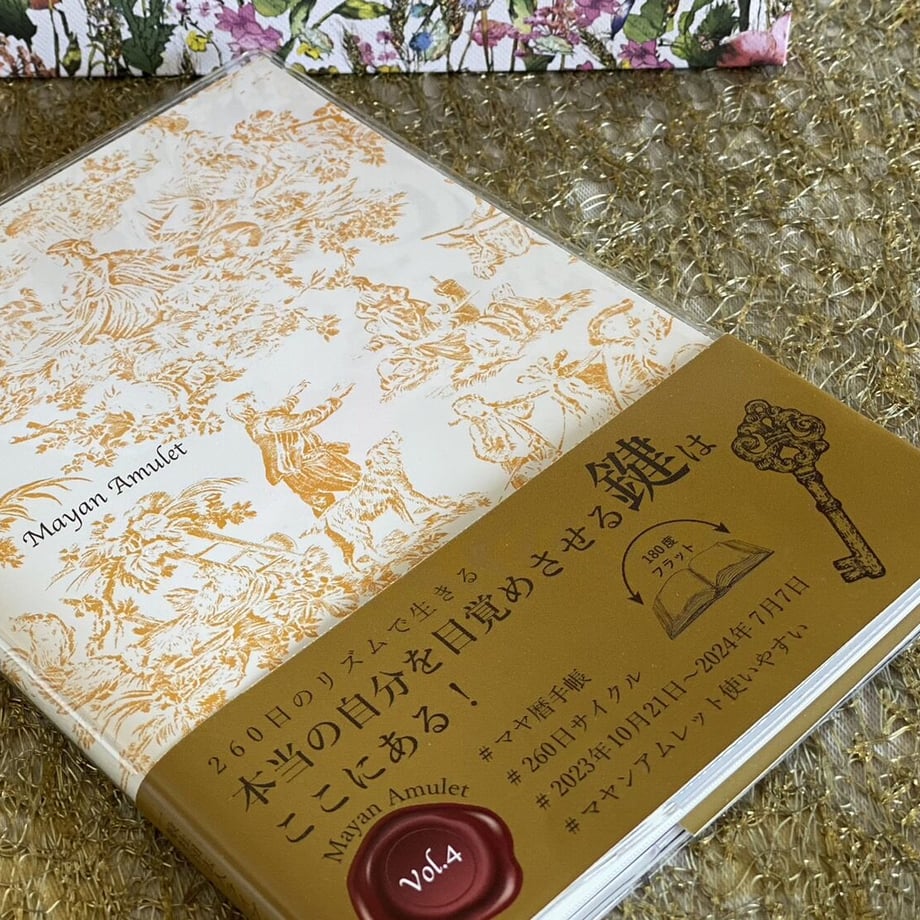 Mayan Amulet
260日のリズムで生きる
本当の自分を目覚めさせる鍵は
ここにある！
180度
フラット
#マヤ暦手帳
#260日サイクル
#2023年10月21日〜2024年7月7日
#マヤンアムレット使いやすい
Mayan Amulet
Vol.4